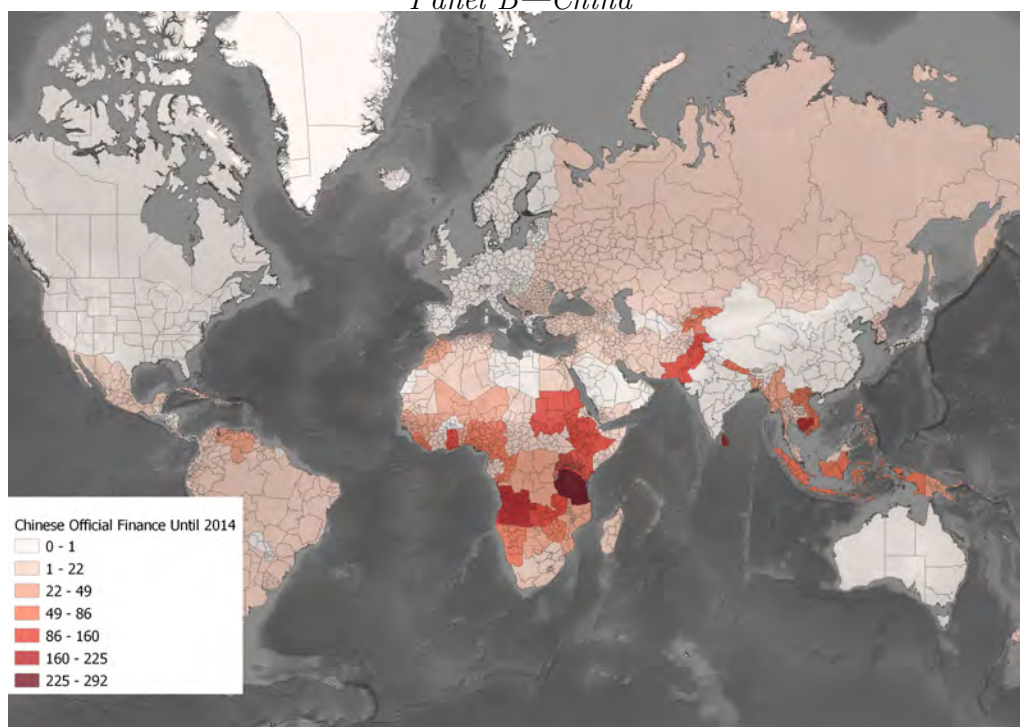 Panel B—China
Chinese Official Finance Until 2014
0 - 1
1 - 22
22 - 49
49 - 86
86 - 160
160 - 225
225 - 292